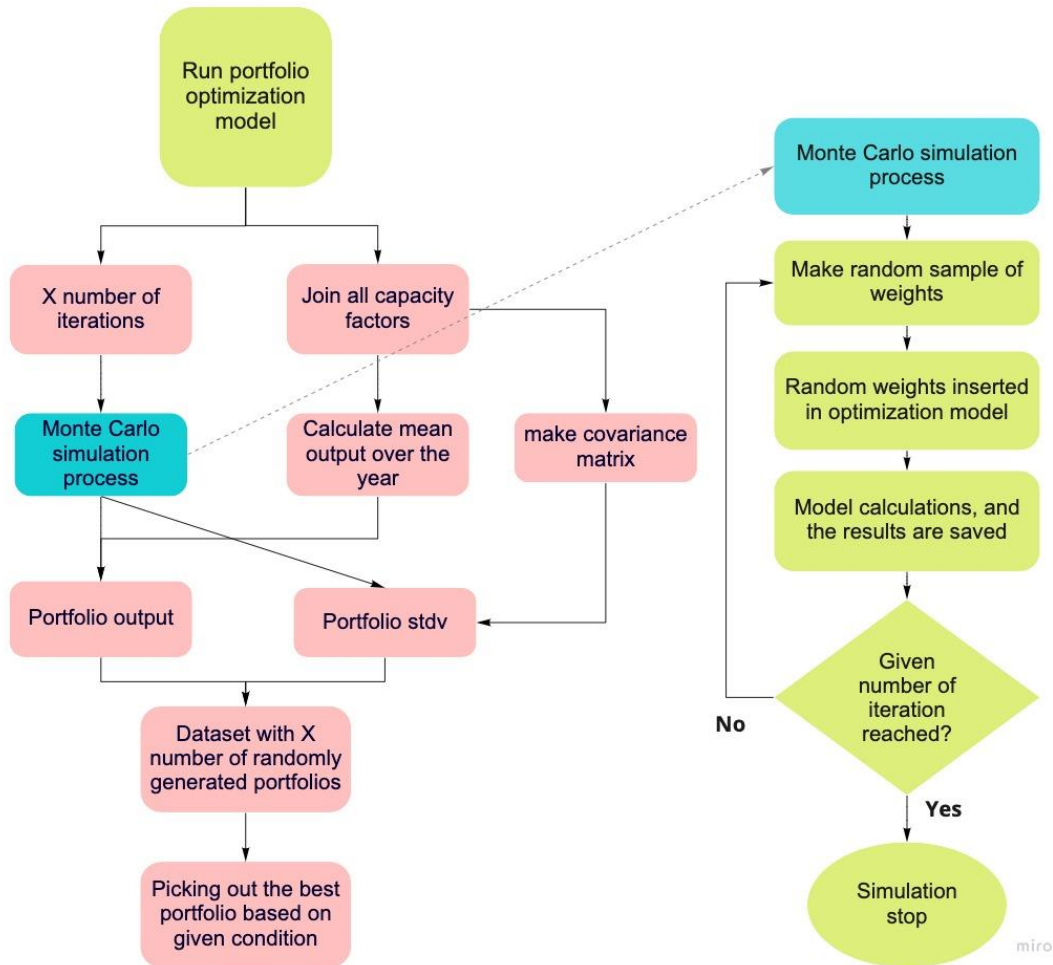 Run portfolio
optimization
model
X number of
iterations
Join all capacity
factors
Monte Carlo
simulation
process
Calculate mean
output over the
year
make covariance
matrix
Portfolio output
Portfolio stdv
Dataset with X
number of randomly
generated portfolios
Picking out the best
portfolio based on
given condition
Monte Carlo simulation
process
Make random sample of
weights
Random weights inserted
in optimization model
Model calculations, and
the results are saved
Given
number of
iteration
reached?
No
Yes
Simulation
stop
miro